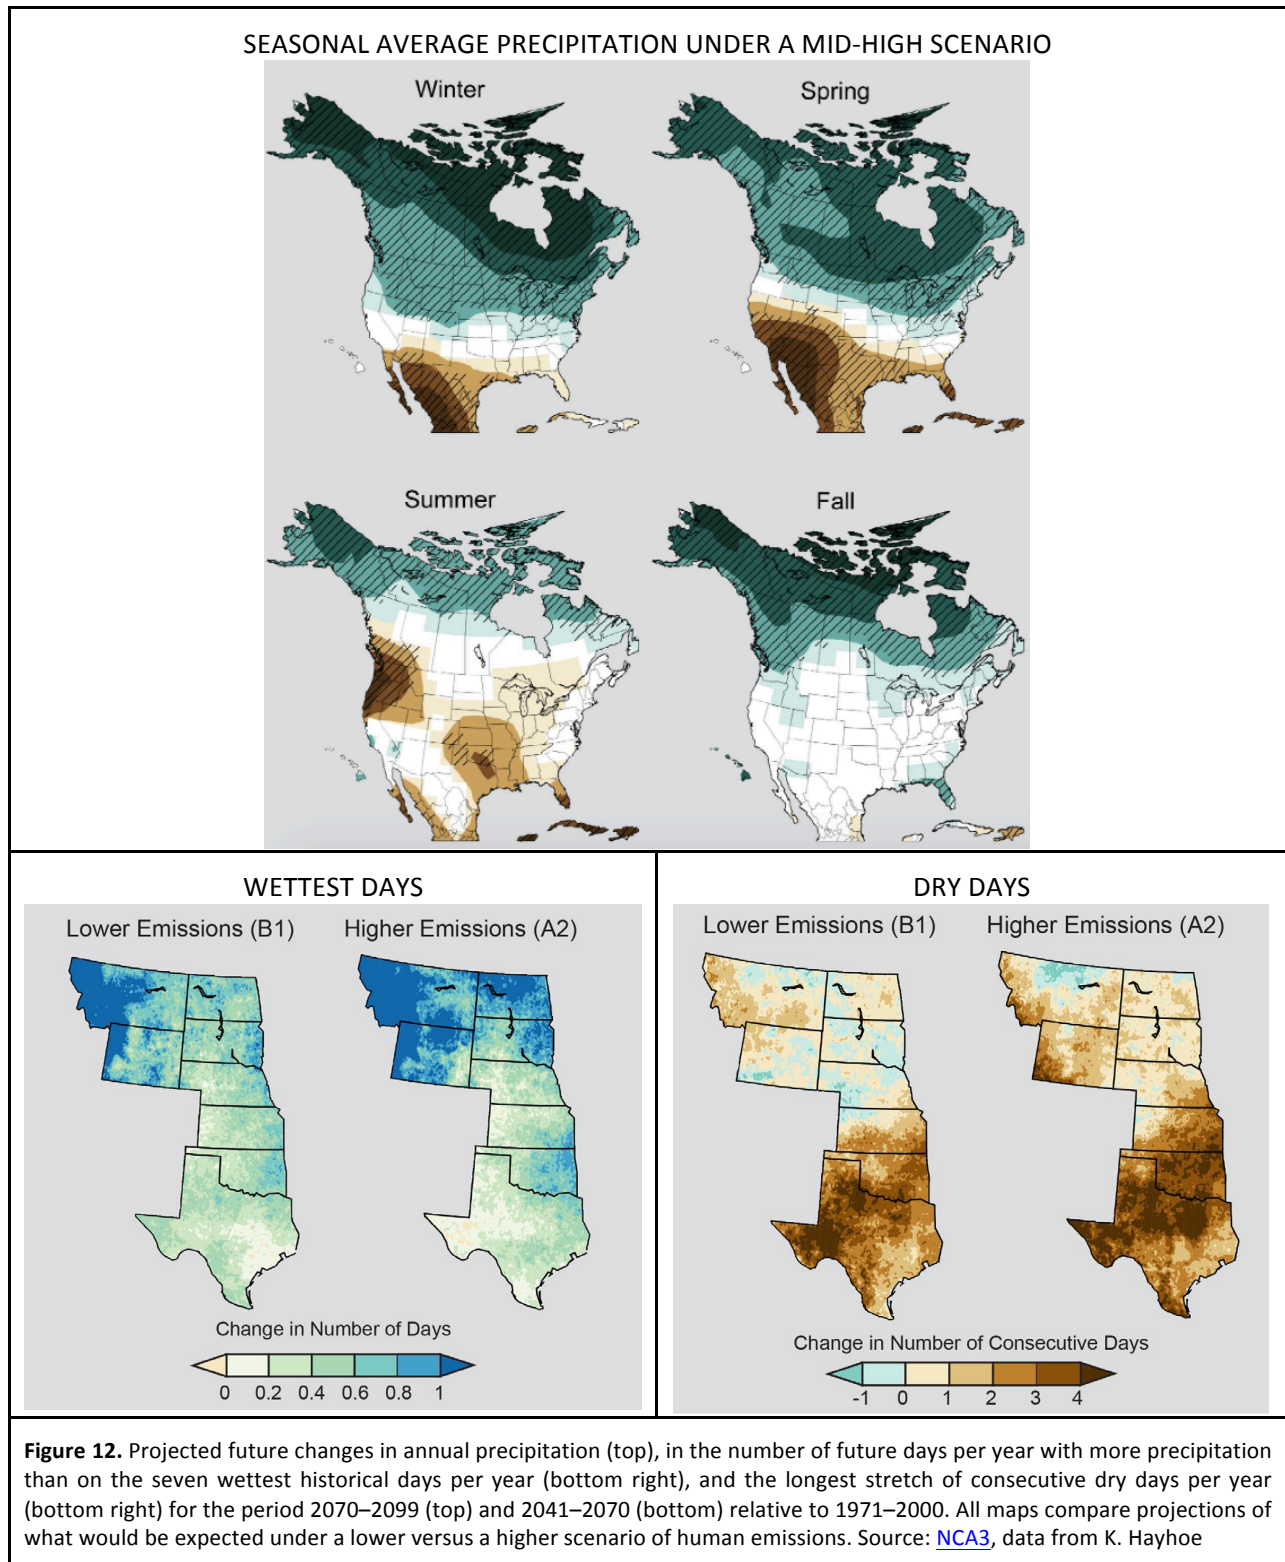 SEASONAL AVERAGE PRECIPITATION UNDER A MID-HIGH SCENARIO
Winter
Spring
Summer
Fall
WETTEST DAYS
Lower Emissions (B1)
Higher Emissions (A2)
Change in Number of Days
0 0.2 0.4 0.6 0.8 1
DRY DAYS
Lower Emissions (B1)
Higher Emissions (A2)
Change in Number of Consecutive Days
-1 0 1 2 3 4
Figure 12. Projected future changes in annual precipitation (top), in the number of future days per year with more precipitation
than on the seven wettest historical days per year (bottom right), and the longest stretch of consecutive dry days per year
(bottom right) for the period 2070–2099 (top) and 2041–2070 (bottom) relative to 1971–2000. All maps compare projections of
what would be expected under a lower versus a higher scenario of human emissions. Source: NCA3, data from K. Hayhoe